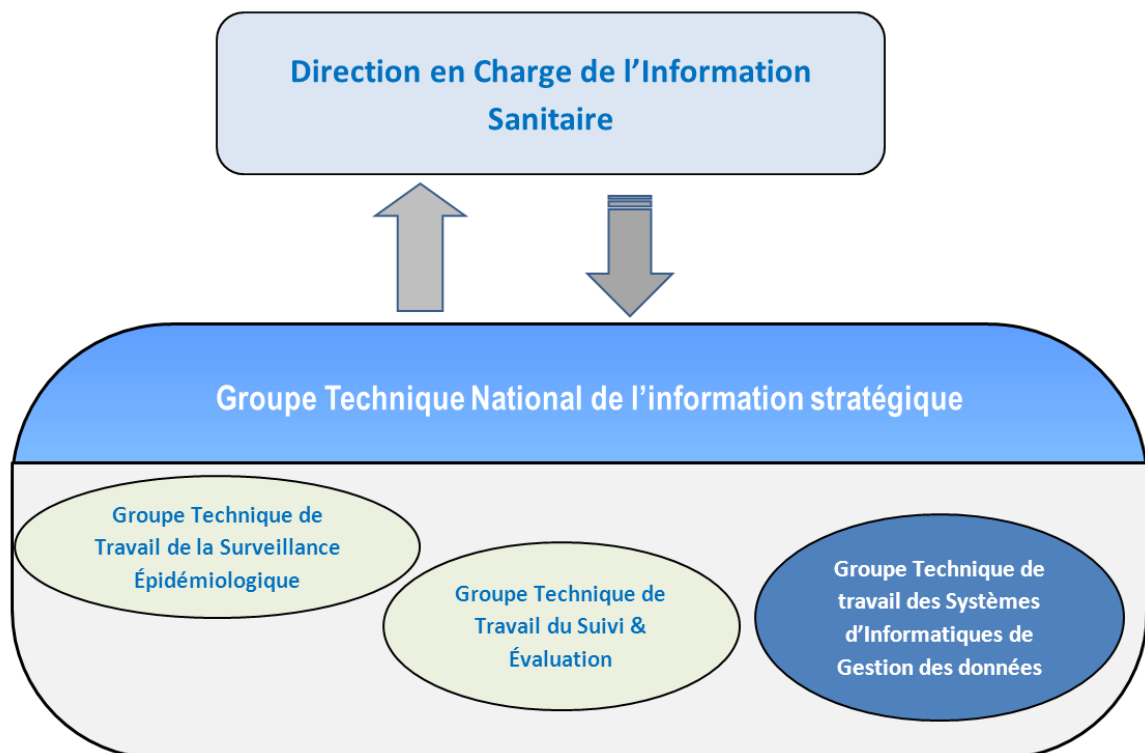 Direction en Charge de l’Information
Sanitaire
Groupe Technique National de l’information stratégique
Groupe Technique de
Travail de la Surveillance
Épidémiologique
Groupe Technique de
Travail du Suivi &
Évaluation
Groupe Technique de
travail des Systèmes
d’Informatiques de
Gestion des données